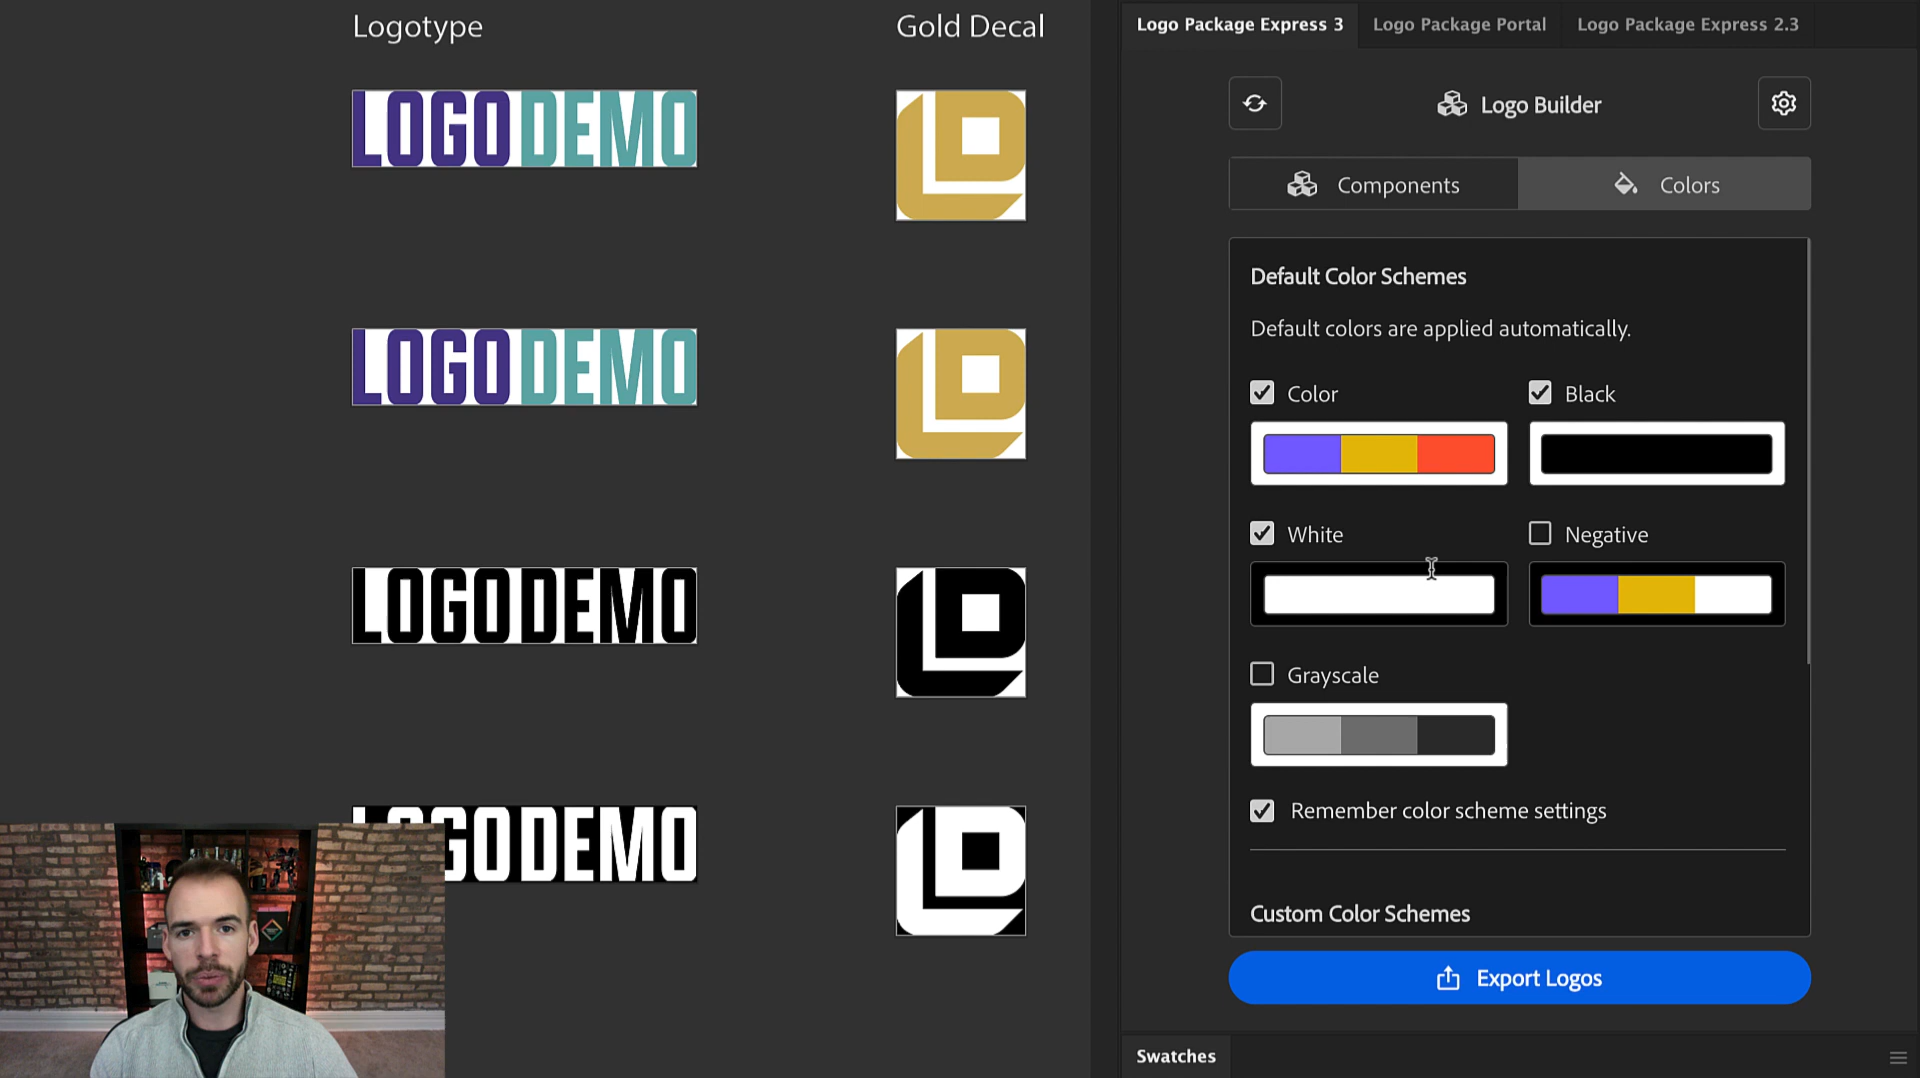 Logotype
Gold Decal
LOGODEMO
LOGODEMO
LOGODEMO
LOGODEMO
Logo Package Express 3
Logo Package Portal
Logo Package Express 2.3
Logo Builder
Components
Colors
Default Color Schemes
Default colors are applied automatically.
Color
Black
White
Negative
Grayscale
Remember color scheme settings
Custom Color Schemes
Export Logos
Swatches